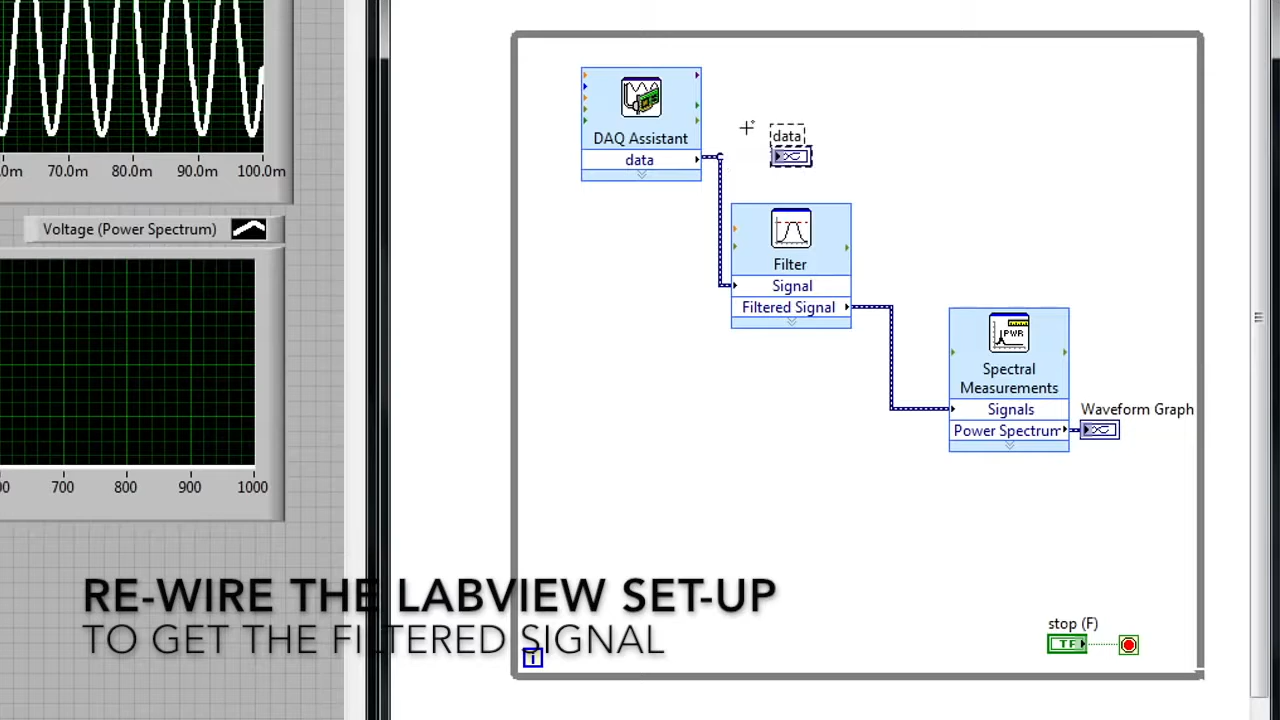 DAQ Assistant
data
data
.0m 70.0m 80.0m 90.0m 100.0m
Voltage (Power Spectrum)
Filter
Signal
Filtered Signal
PWR
Spectral
Measurements
Signals
Power Spectrum
Waveform Graph
00 700 800 900 1000
RE-WIRE THE LABVIEW SET-UP
TO GET THE FILTERED SIGNAL
stop (F)
TF
i